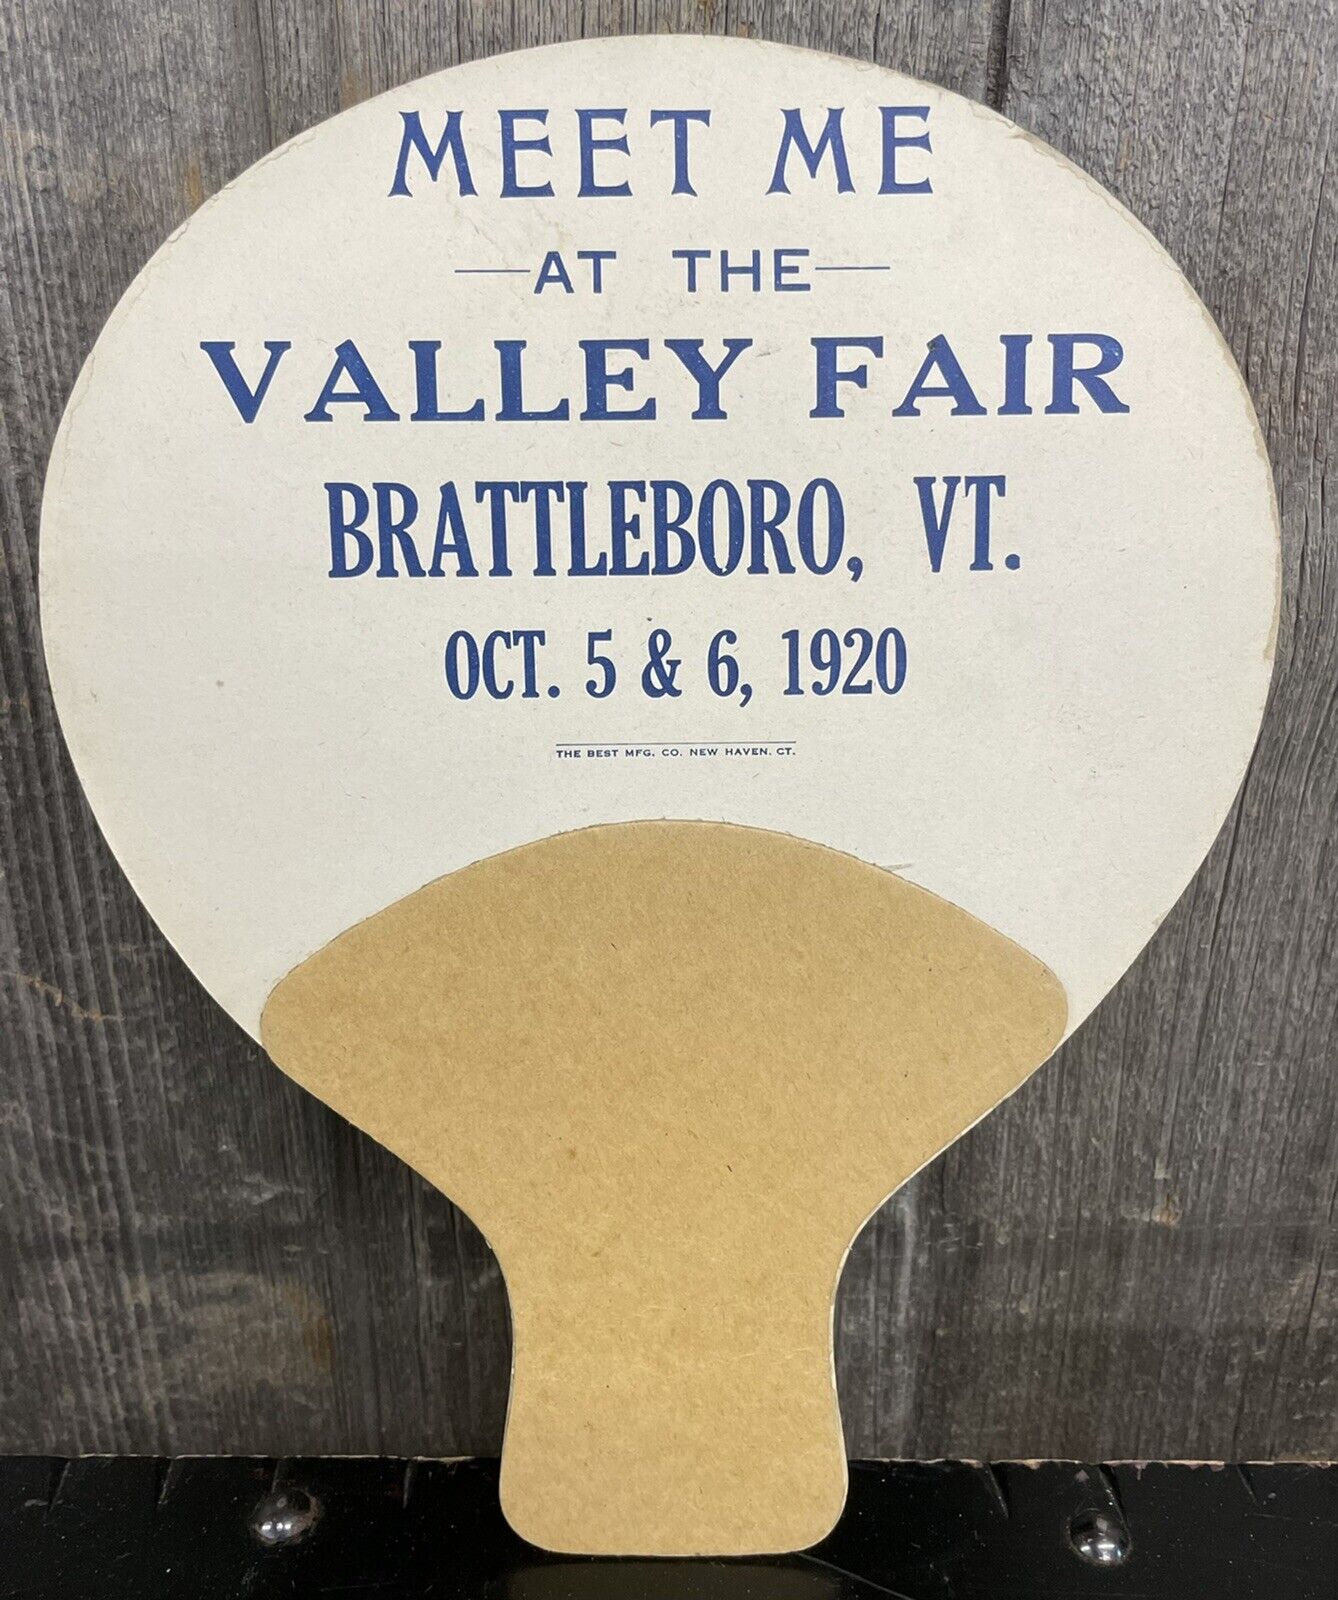 MEET ME
AT THE
VALLEY FAIR
BRATTLEBORO, VT.
OCT. 5 & 6, 1920
THE BEST MFG. CO. NEW HAVEN. CT.